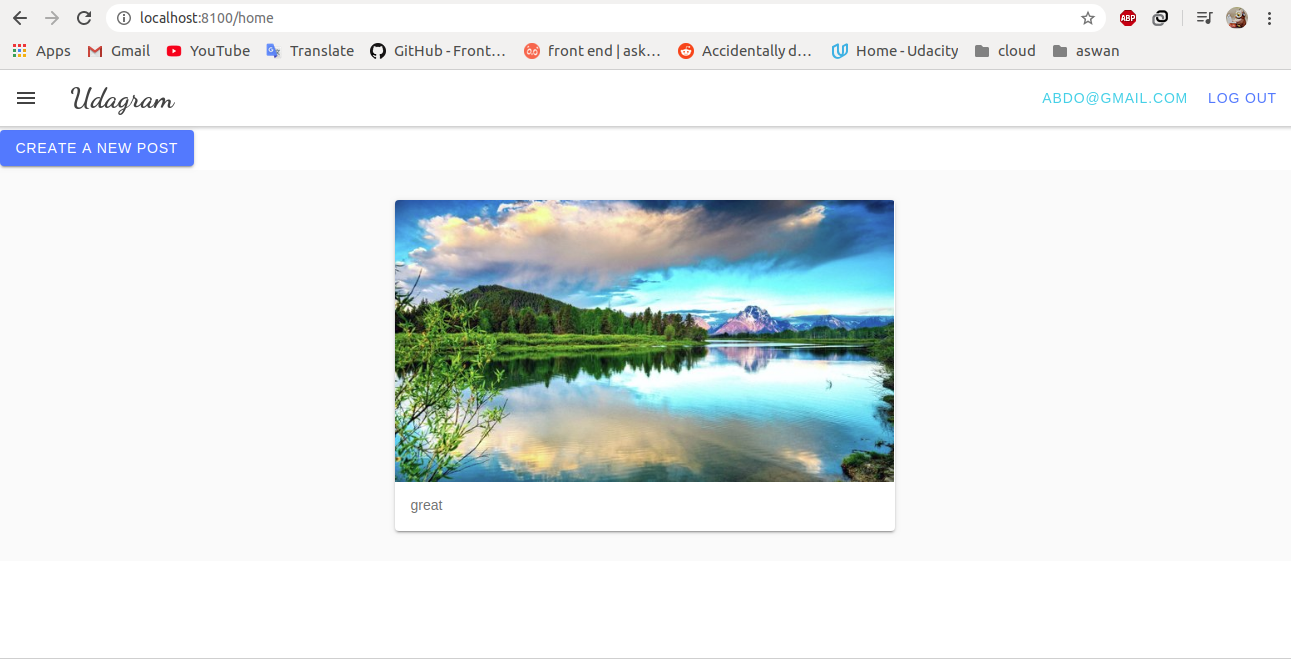 localhost:8100/home
ABP
Apps Gmail YouTube Translate GitHub - Front... front end | ask... Accidentally d... Home - Udacity cloud aswan
Udagram ABDO@GMAIL.COM LOG OUT
CREATE A NEW POST
great